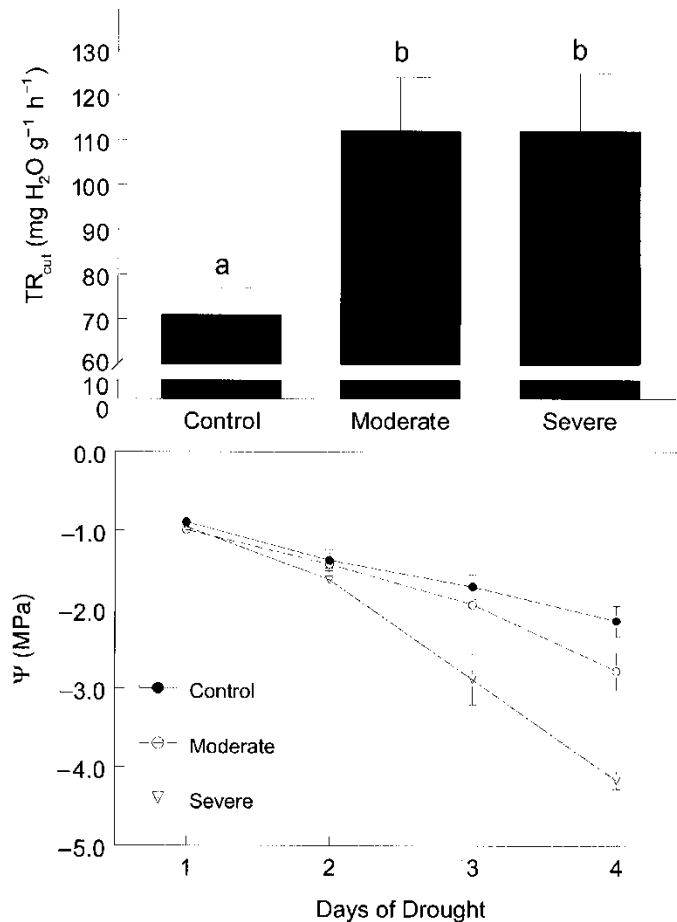 TR_cut (mg H₂O g⁻¹ h⁻¹)
130
120
110
100
90
80
70
60
10
0
a
b
b
Control
Moderate
Severe
Ψ (MPa)
0.0
−1.0
−2.0
−3.0
−4.0
−5.0
Control
Moderate
Severe
1
2
3
4
Days of Drought